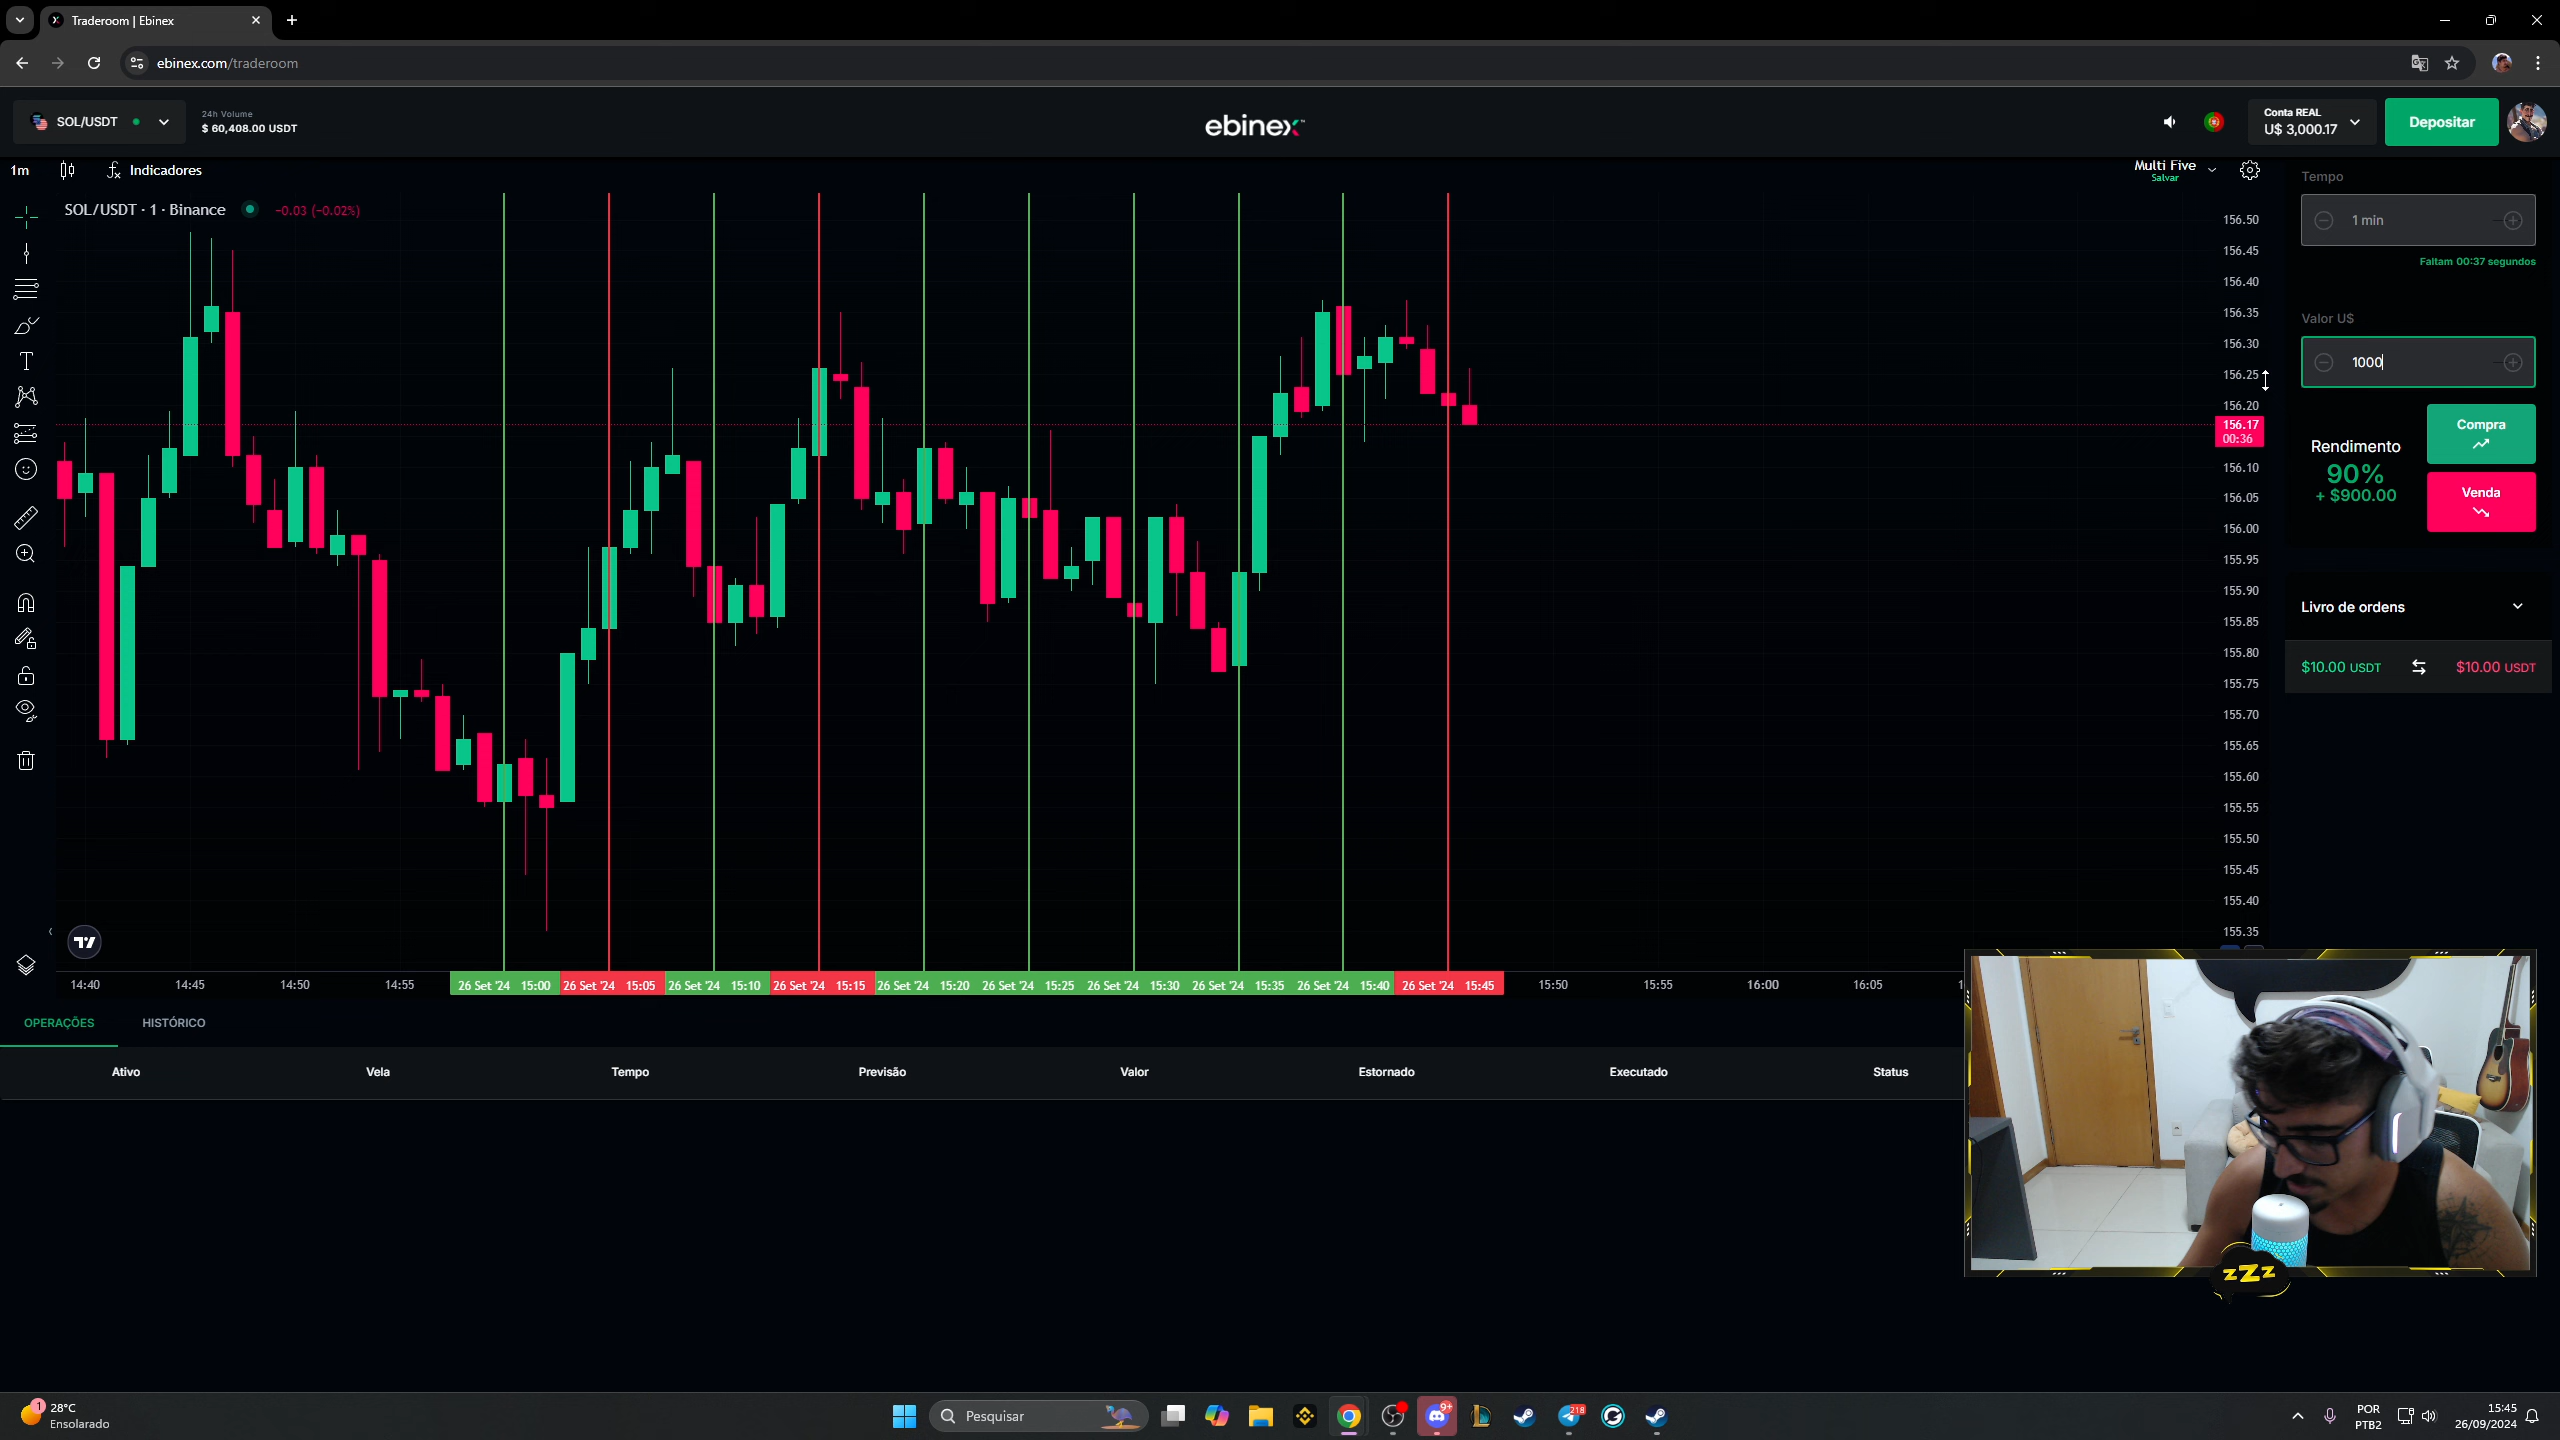 Traderoom | Ebinex
ebinex.com/traderoom
SOL/USDT
24h Volume
$ 60,408.00 USDT
ebinex
Conta REAL
U$ 3,000.17
Depositar
1m
Indicadores
Multi Five
Salvar
SOL/USDT · 1 · Binance
-0.03 (-0.02%)
156.50
156.45
156.40
156.35
156.30
156.25
156.20
156.17
00:36
156.10
156.05
156.00
155.95
155.90
155.85
155.80
155.75
155.70
155.65
155.60
155.55
155.50
155.45
155.40
155.35
Tempo
1 min
Faltam 00:37 segundos
Valor U$
1000
Rendimento
90%
+ $900.00
Compra
Venda
Livro de ordens
$10.00 USDT
$10.00 USDT
14:40 14:45 14:50 14:55 26 Set '24 15:00 26 Set '24 15:05 26 Set '24 15:10 26 Set '24 15:15 26 Set '24 15:20 26 Set '24 15:25 26 Set '24 15:30 26 Set '24 15:35 26 Set '24 15:40 26 Set '24 15:45 15:50 15:55 16:00 16:05
OPERAÇÕES HISTÓRICO
Ativo Vela Tempo Previsão Valor Estornado Executado Status
zZz
1
28°C
Ensolarado
Pesquisar
9+
218
POR
PTB2
15:45
26/09/2024